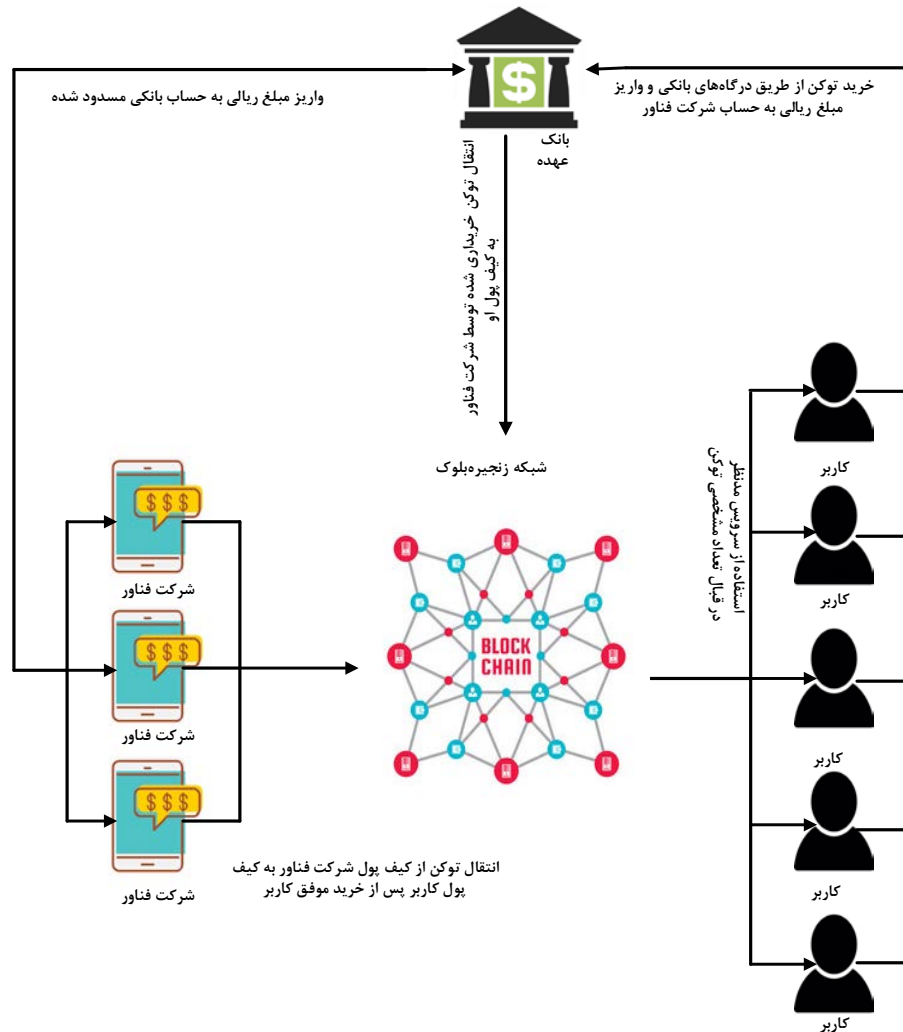 خرید توکن از طریق درگاه‌های بانکی و واریز
مبلغ ریالی به حساب شرکت فناور
واریز مبلغ ریالی به حساب بانکی مسدود شده
بانک
عهده
انتقال توکن خریداری شده توسط شرکت فناور
به کیف پول او
شبکه زنجیره‌بلوک
BLOCK
CHAIN
$
$ $ $
شرکت فناور
$ $ $
شرکت فناور
$ $ $
شرکت فناور
انتقال توکن از کیف پول شرکت فناور به کیف
پول کاربر پس از خرید موفق کاربر
استفاده از سرویس مدنظر
در قبال تعداد مشخصی توکن
کاربر
کاربر
کاربر
کاربر
کاربر